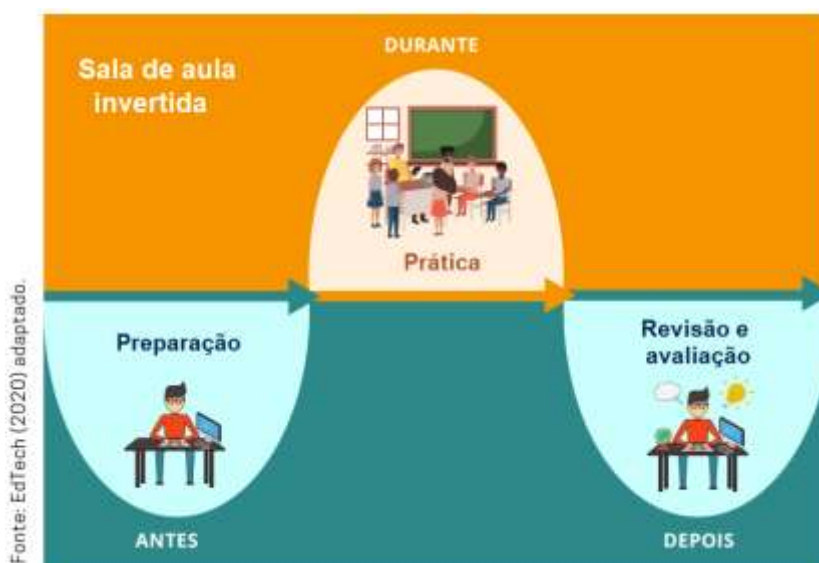 Sala de aula
invertida
DURANTE
Prática
Preparação
Revisão e
avaliação
ANTES
DEPOIS
Fonte: EdTech (2020) adaptado.